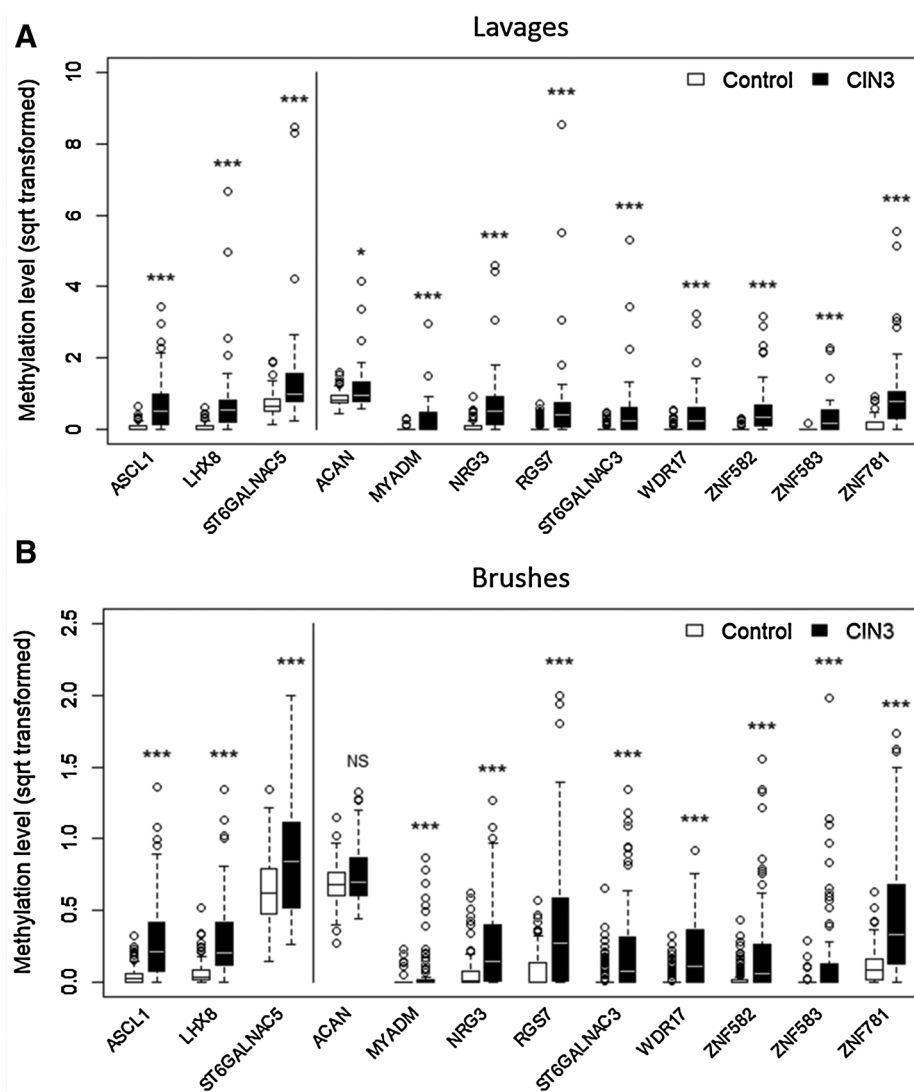 A
Lavages
Methylation level (sqrt transformed)
10
8
6
4
2
0
Control CIN3
*** *** *** * *** *** *** *** *** *** *** ***
ASCL1 LHX8 ST6GALNAC5 ACAN MYADM NRG3 RGS7 ST6GALNAC3 WDR17 ZNF582 ZNF583 ZNF781
B
Brushes
Methylation level (sqrt transformed)
2.5
2.0
1.5
1.0
0.5
0.0
Control CIN3
*** *** *** NS *** *** *** *** *** *** *** ***
ASCL1 LHX8 ST6GALNAC5 ACAN MYADM NRG3 RGS7 ST6GALNAC3 WDR17 ZNF582 ZNF583 ZNF781